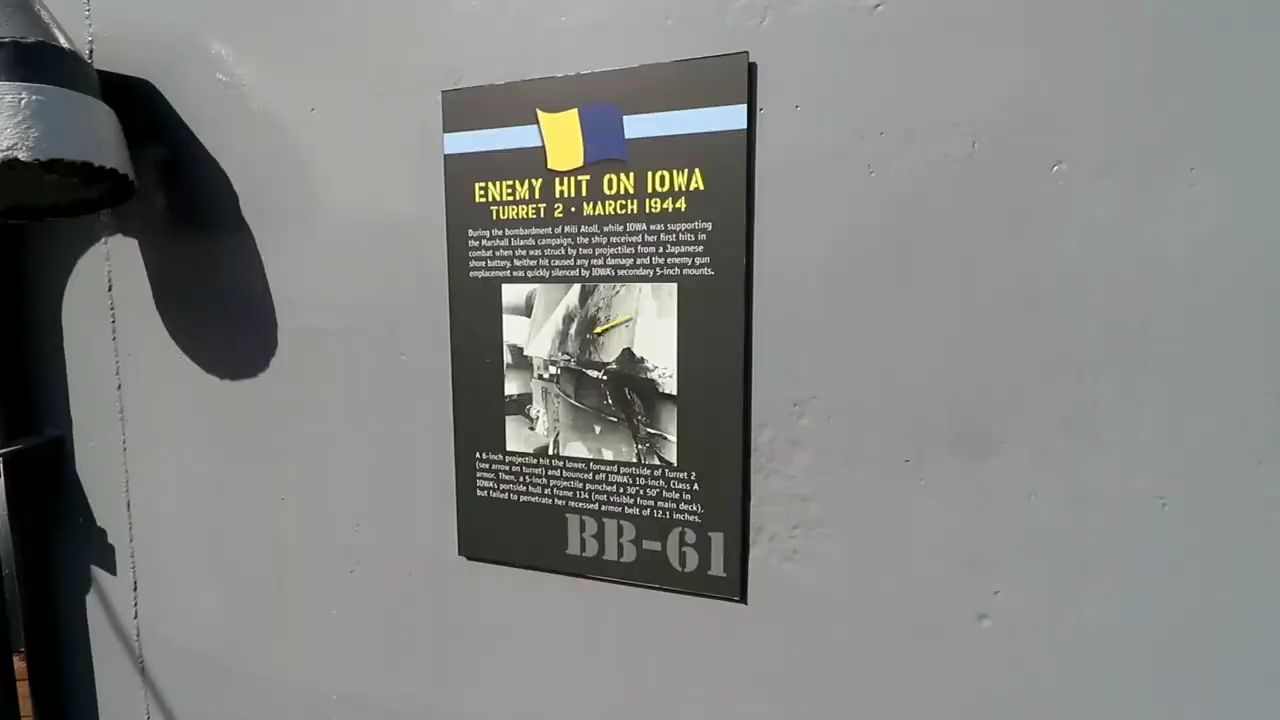 ENEMY HIT ON IOWA
TURRET 2 • MARCH 1944
During the bombardment of Mili Atoll, while IOWA was supporting
the Marshall Islands campaign, the ship received her first hits in
combat when she was struck by two projectiles from a Japanese
shore battery. Neither hit caused any real damage and the enemy gun
emplacement was quickly silenced by IOWA's secondary 5-inch mounts.
A 6-inch projectile hit the lower, forward portside of Turret 2
(see arrow on turret) and bounced off IOWA's 10-inch, Class A
armor. Then, a 5-inch projectile punched a 30"x 50" hole in
IOWA's portside hull at frame 134 (not visible from main deck),
but failed to penetrate her recessed armor belt of 12.1 inches.
BB-61